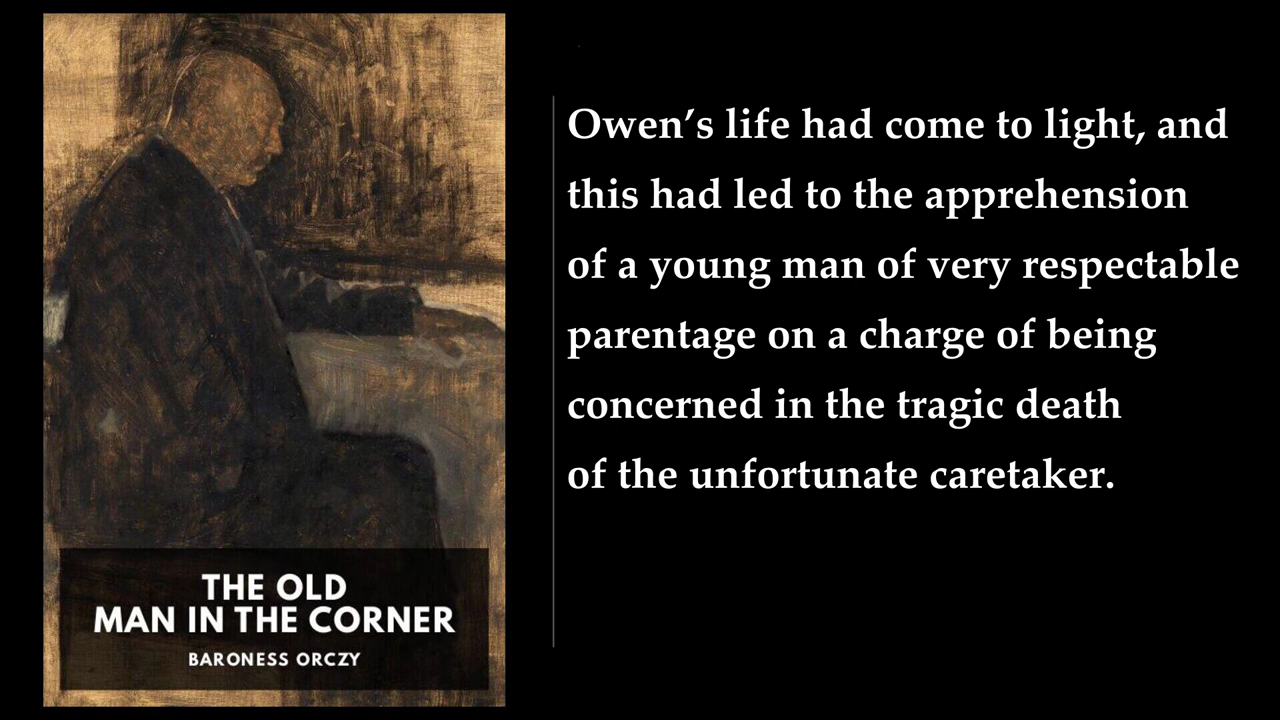 THE OLD
MAN IN THE CORNER
BARONESS ORCZY
Owen’s life had come to light, and
this had led to the apprehension
of a young man of very respectable
parentage on a charge of being
concerned in the tragic death
of the unfortunate caretaker.